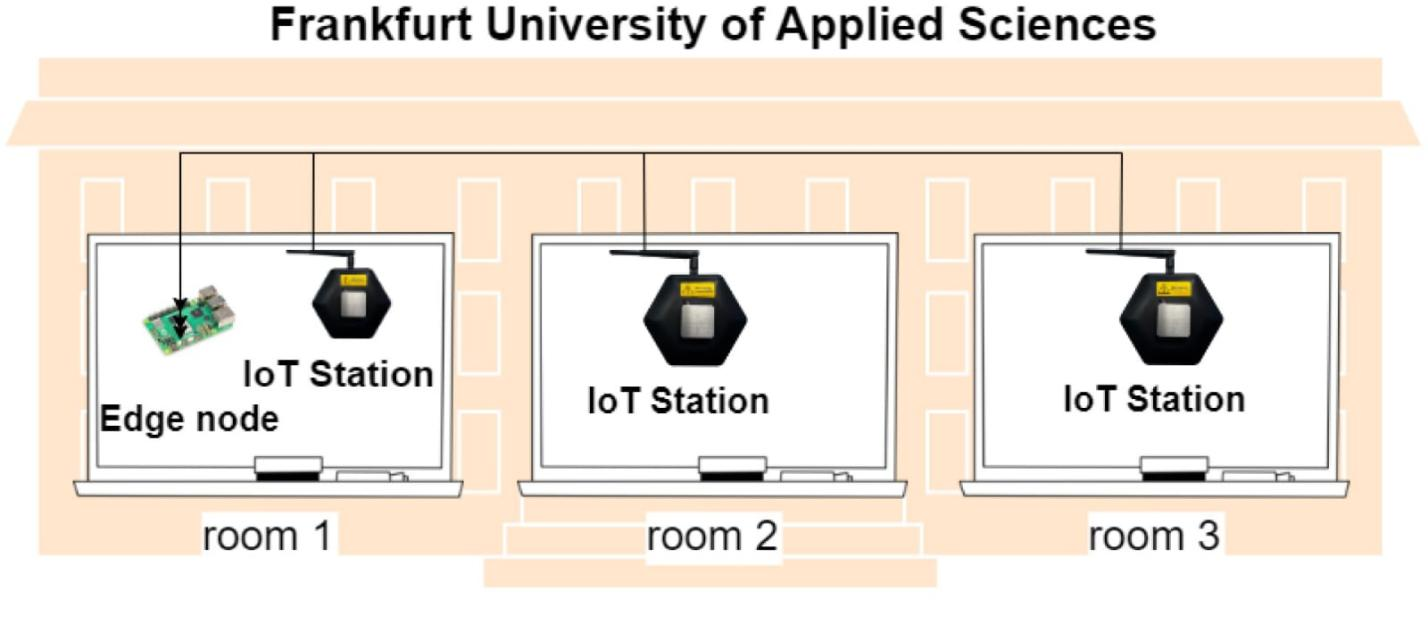 Frankfurt University of Applied Sciences
IoT Station
Edge node
IoT Station
IoT Station
room 1
room 2
room 3